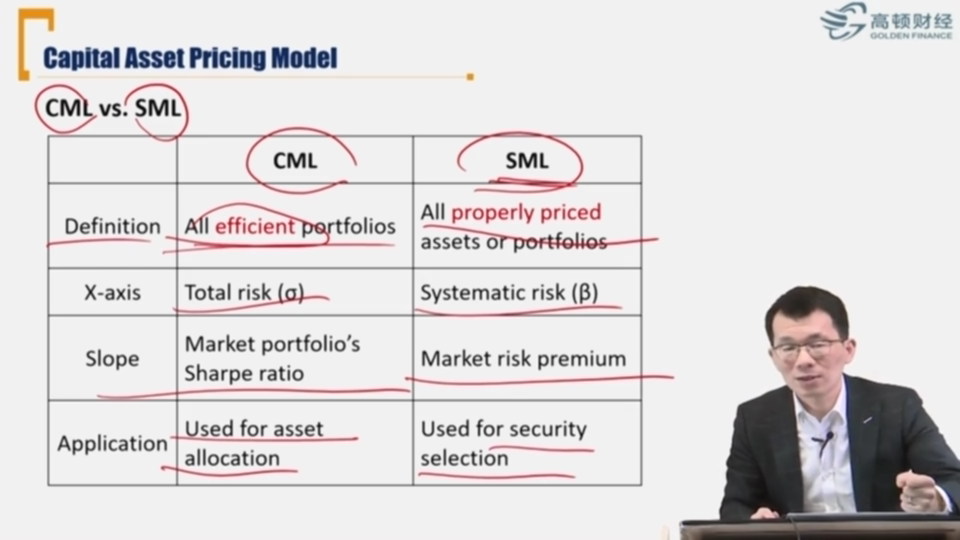 高顿财经
GOLDEN FINANCE
Capital Asset Pricing Model
CML vs. SML
CML
SML
Definition
All efficient portfolios
All properly priced
assets or portfolios
X-axis
Total risk (σ)
Systematic risk (β)
Slope
Market portfolio's
Sharpe ratio
Market risk premium
Application
Used for asset
allocation
Used for security
selection